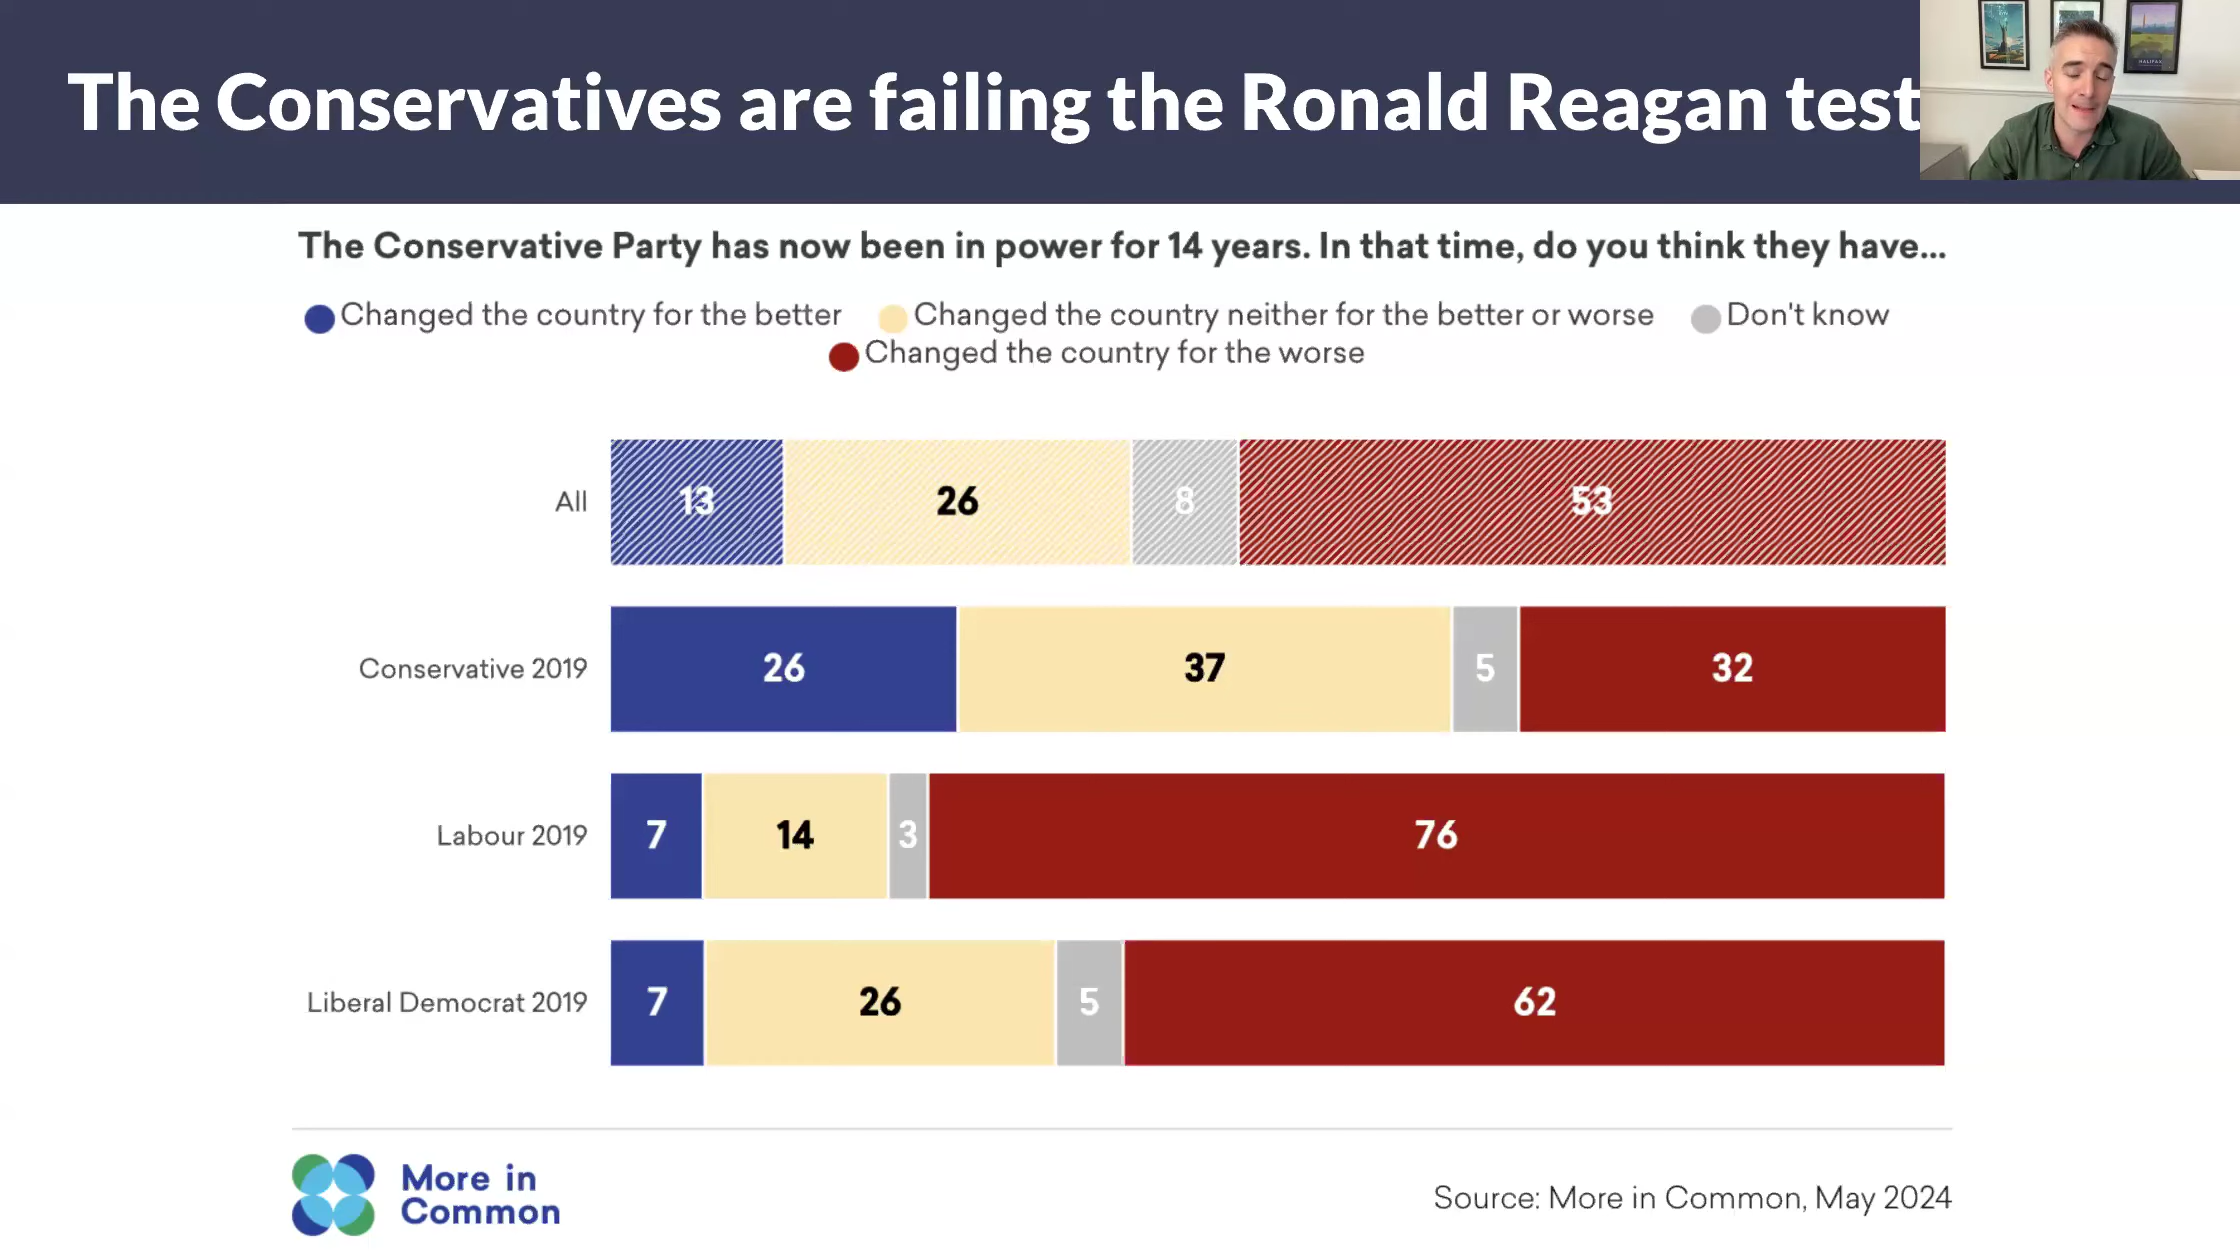 The Conservatives are failing the Ronald Reagan test
HALIFAX
The Conservative Party has now been in power for 14 years. In that time, do you think they have...
Changed the country for the better Changed the country neither for the better or worse Don't know
Changed the country for the worse
All 13 26 8 53
Conservative 2019 26 37 5 32
Labour 2019 7 14 3 76
Liberal Democrat 2019 7 26 5 62
More in
Common
Source: More in Common, May 2024